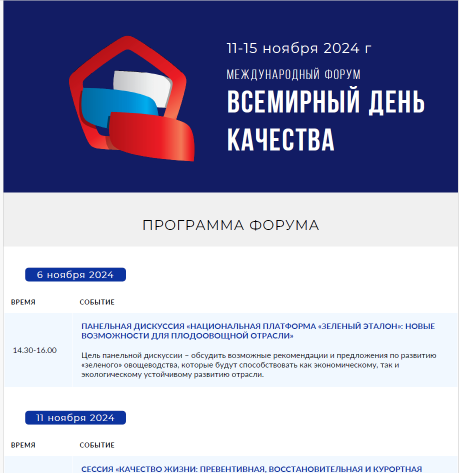 11-15 ноября 2024 г
МЕЖДУНАРОДНЫЙ ФОРУМ
ВСЕМИРНЫЙ ДЕНЬ
КАЧЕСТВА
ПРОГРАММА ФОРУМА
6 ноября 2024
ВРЕМЯ СОБЫТИЕ
ПАНЕЛЬНАЯ ДИСКУССИЯ «НАЦИОНАЛЬНАЯ ПЛАТФОРМА «ЗЕЛЕНЫЙ ЭТАЛОН»: НОВЫЕ
ВОЗМОЖНОСТИ ДЛЯ ПЛОДООВОЩНОЙ ОТРАСЛИ»
14.30-16.00
Цель панельной дискуссии – обсудить возможные рекомендации и предложения по развитию
«зеленого» овощеводства, которые будут способствовать как экономическому, так и
экологическому устойчивому развитию отрасли.
11 ноября 2024
ВРЕМЯ СОБЫТИЕ
СЕССИЯ «КАЧЕСТВО ЖИЗНИ: ПРЕВЕНТИВНАЯ, ВОССТАНОВИТЕЛЬНАЯ И КУРОРТНАЯ